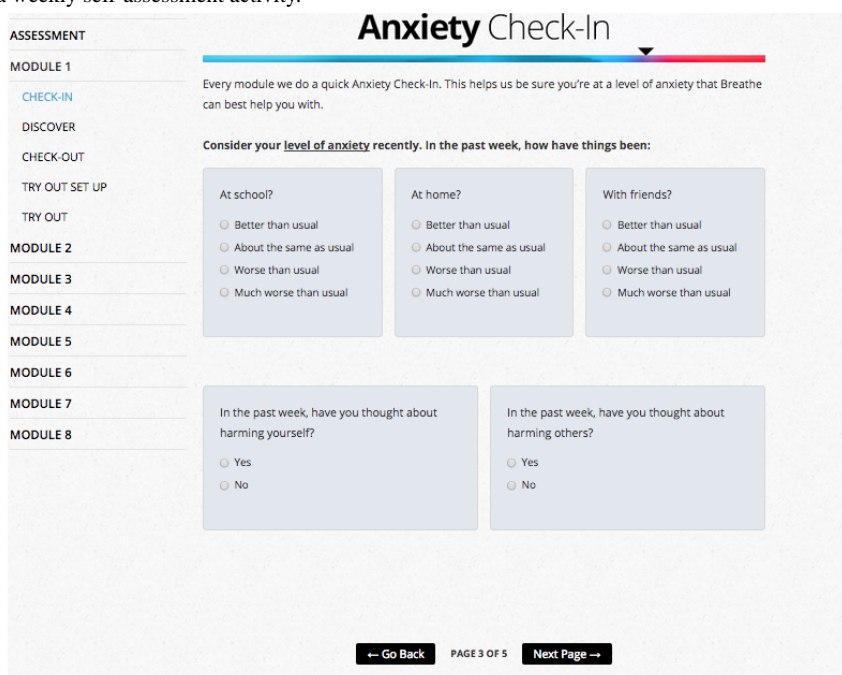 a weekly self-assessment activity.
Anxiety Check-In
ASSESSMENT
MODULE 1
CHECK-IN
DISCOVER
CHECK-OUT
TRY OUT SET UP
TRY OUT
MODULE 2
MODULE 3
MODULE 4
MODULE 5
MODULE 6
MODULE 7
MODULE 8
Every module we do a quick Anxiety Check-In. This helps us be sure you're at a level of anxiety that Breathe
can best help you with.
Consider your level of anxiety recently. In the past week, how have things been:
At school?
Better than usual
About the same as usual
Worse than usual
Much worse than usual
At home?
Better than usual
About the same as usual
Worse than usual
Much worse than usual
With friends?
Better than usual
About the same as usual
Worse than usual
Much worse than usual
In the past week, have you thought about
harming yourself?
Yes
No
In the past week, have you thought about
harming others?
Yes
No
← Go Back
PAGE 3 OF 5
Next Page →